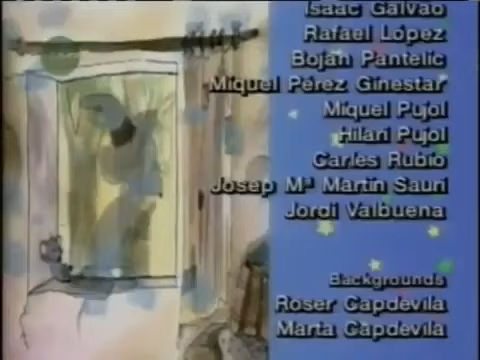 Isaac Galvao
Rafael López
Bojan Pantelic
Miquel Pérez Ginestar
Miquel Pujol
Hilari Pujol
Carles Rubio
Josep Mª Martin Sauri
Jordi Valbuena
Backgrounds
Roser Capdevila
Marta Capdevila